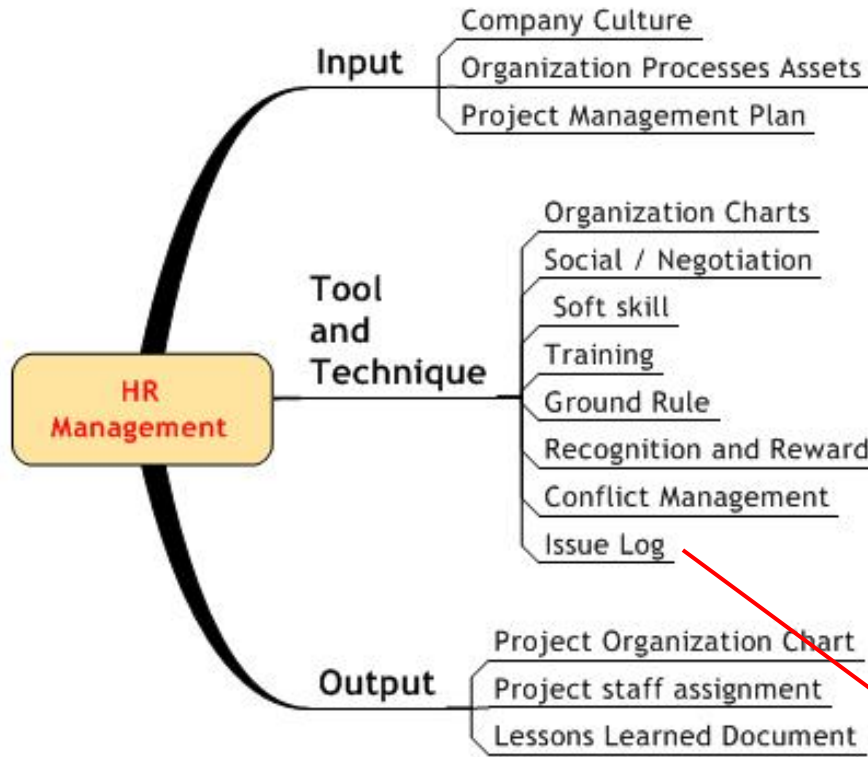 Company Culture
Input
Organization Processes Assets
Project Management Plan
Organization Charts
Social / Negotiation
Soft skill
Tool
and
Technique
Training
Ground Rule
Recognition and Reward
Conflict Management
Issue Log
HR
Management
Project Organization Chart
Output
Project staff assignment
Lessons Learned Document